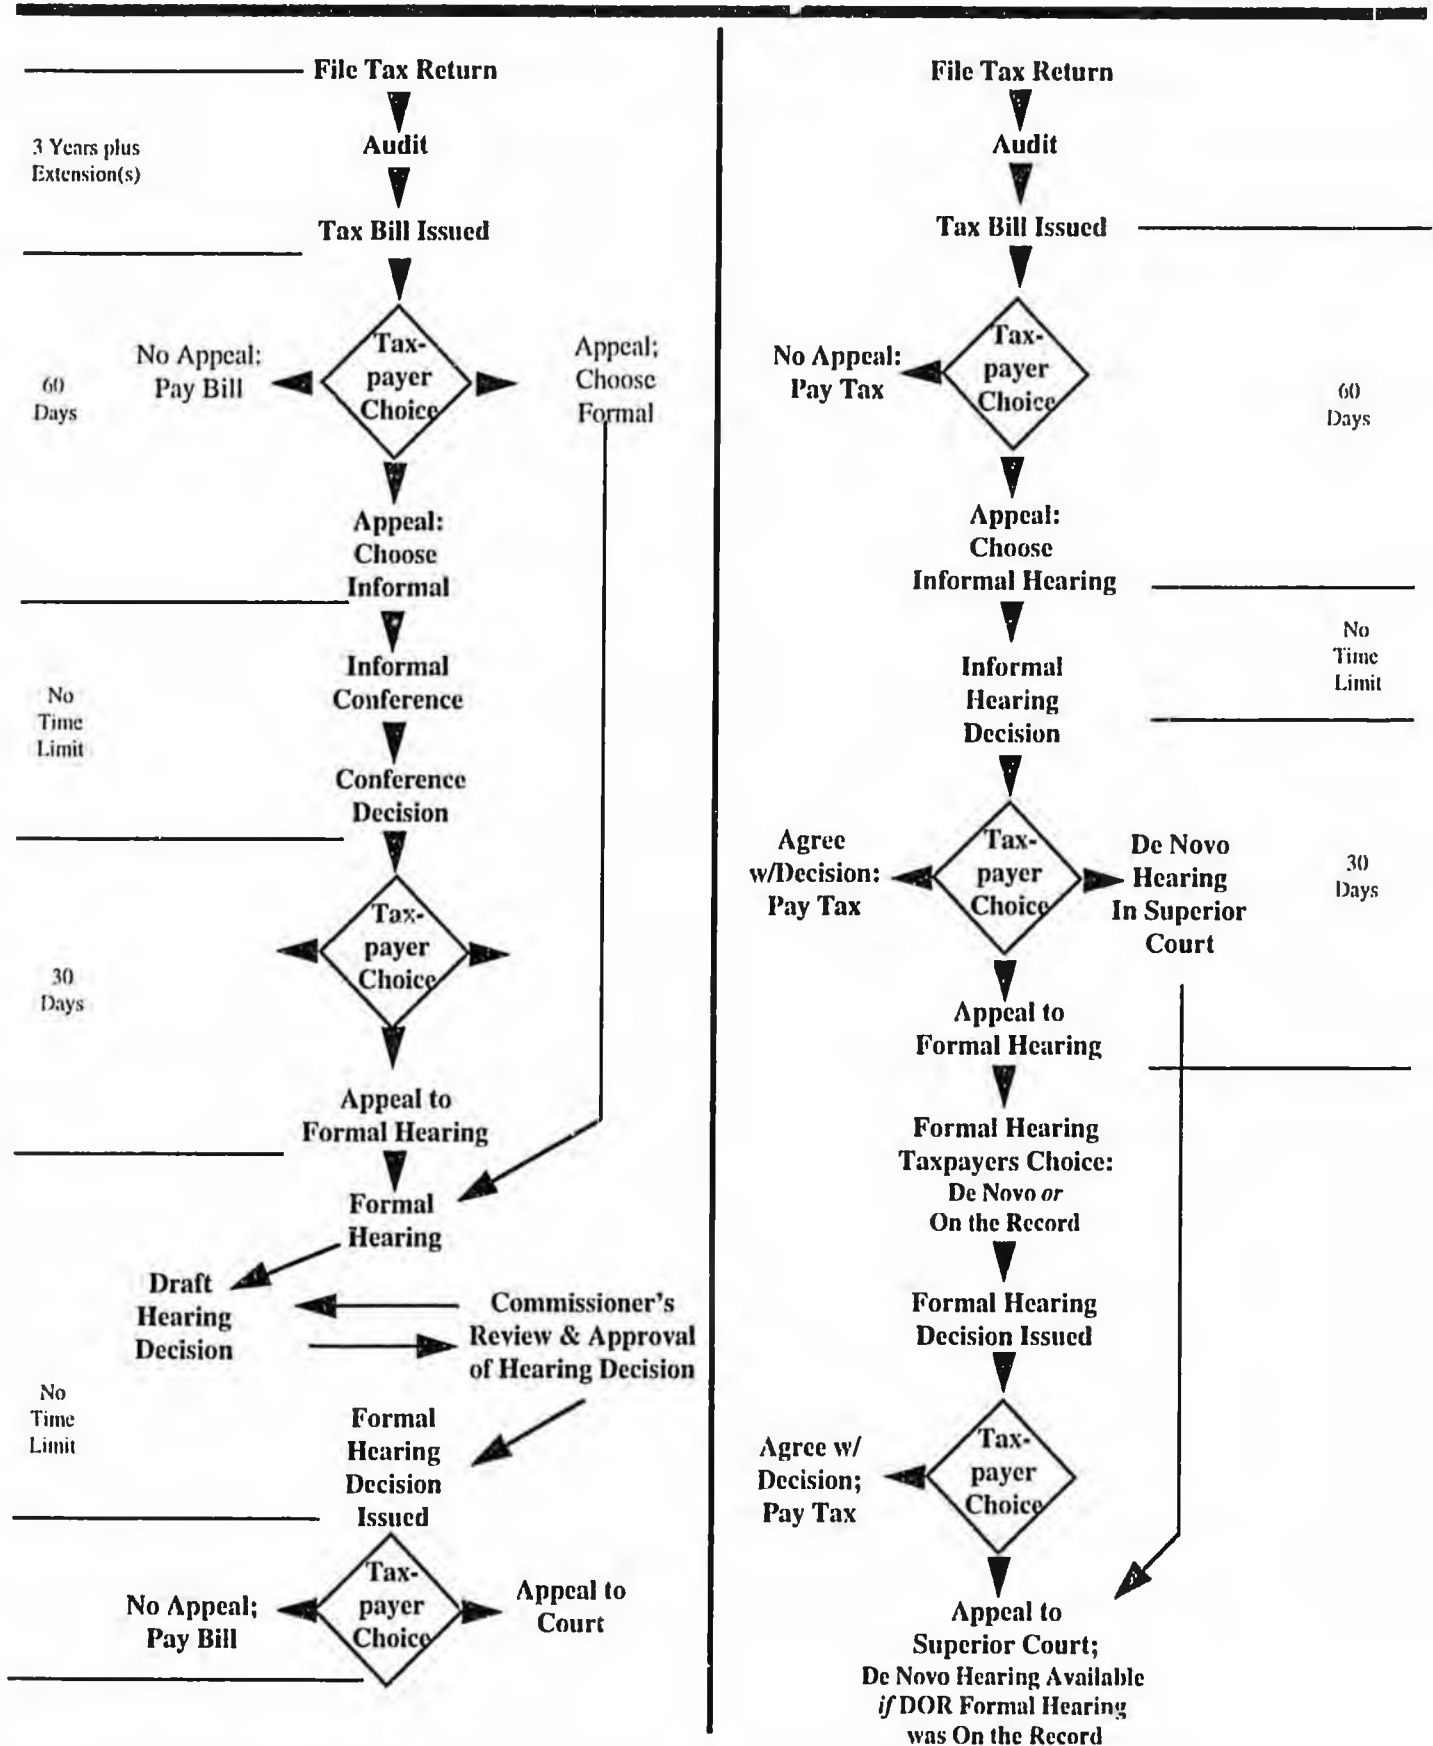 File Tax Return
3 Years plus
Extension(s)
Audit
Tax Bill Issued
60
Days
No Appeal:
Pay Bill
Tax-
payer
Choice
Appeal;
Choose
Formal
Appeal:
Choose
Informal
No
Time
Limit
Informal
Conference
Conference
Decision
30
Days
Tax-
payer
Choice
Appeal to
Formal Hearing
Formal
Hearing
Draft
Hearing
Decision
Commissioner's
Review & Approval
of Hearing Decision
No
Time
Limit
Formal
Hearing
Decision
Issued
No Appeal;
Pay Bill
Tax-
payer
Choice
Appeal to
Court
File Tax Return
Audit
Tax Bill Issued
No Appeal:
Pay Tax
Tax-
payer
Choice
60
Days
Appeal:
Choose
Informal Hearing
No
Time
Limit
Informal
Hearing
Decision
Agree
w/Decision:
Pay Tax
Tax-
payer
Choice
De Novo
Hearing
In Superior
Court
30
Days
Appeal to
Formal Hearing
Formal Hearing
Taxpayers Choice:
De Novo or
On the Record
Formal Hearing
Decision Issued
Agree w/
Decision;
Pay Tax
Tax-
payer
Choice
Appeal to
Superior Court;
De Novo Hearing Available
if DOR Formal Hearing
was On the Record